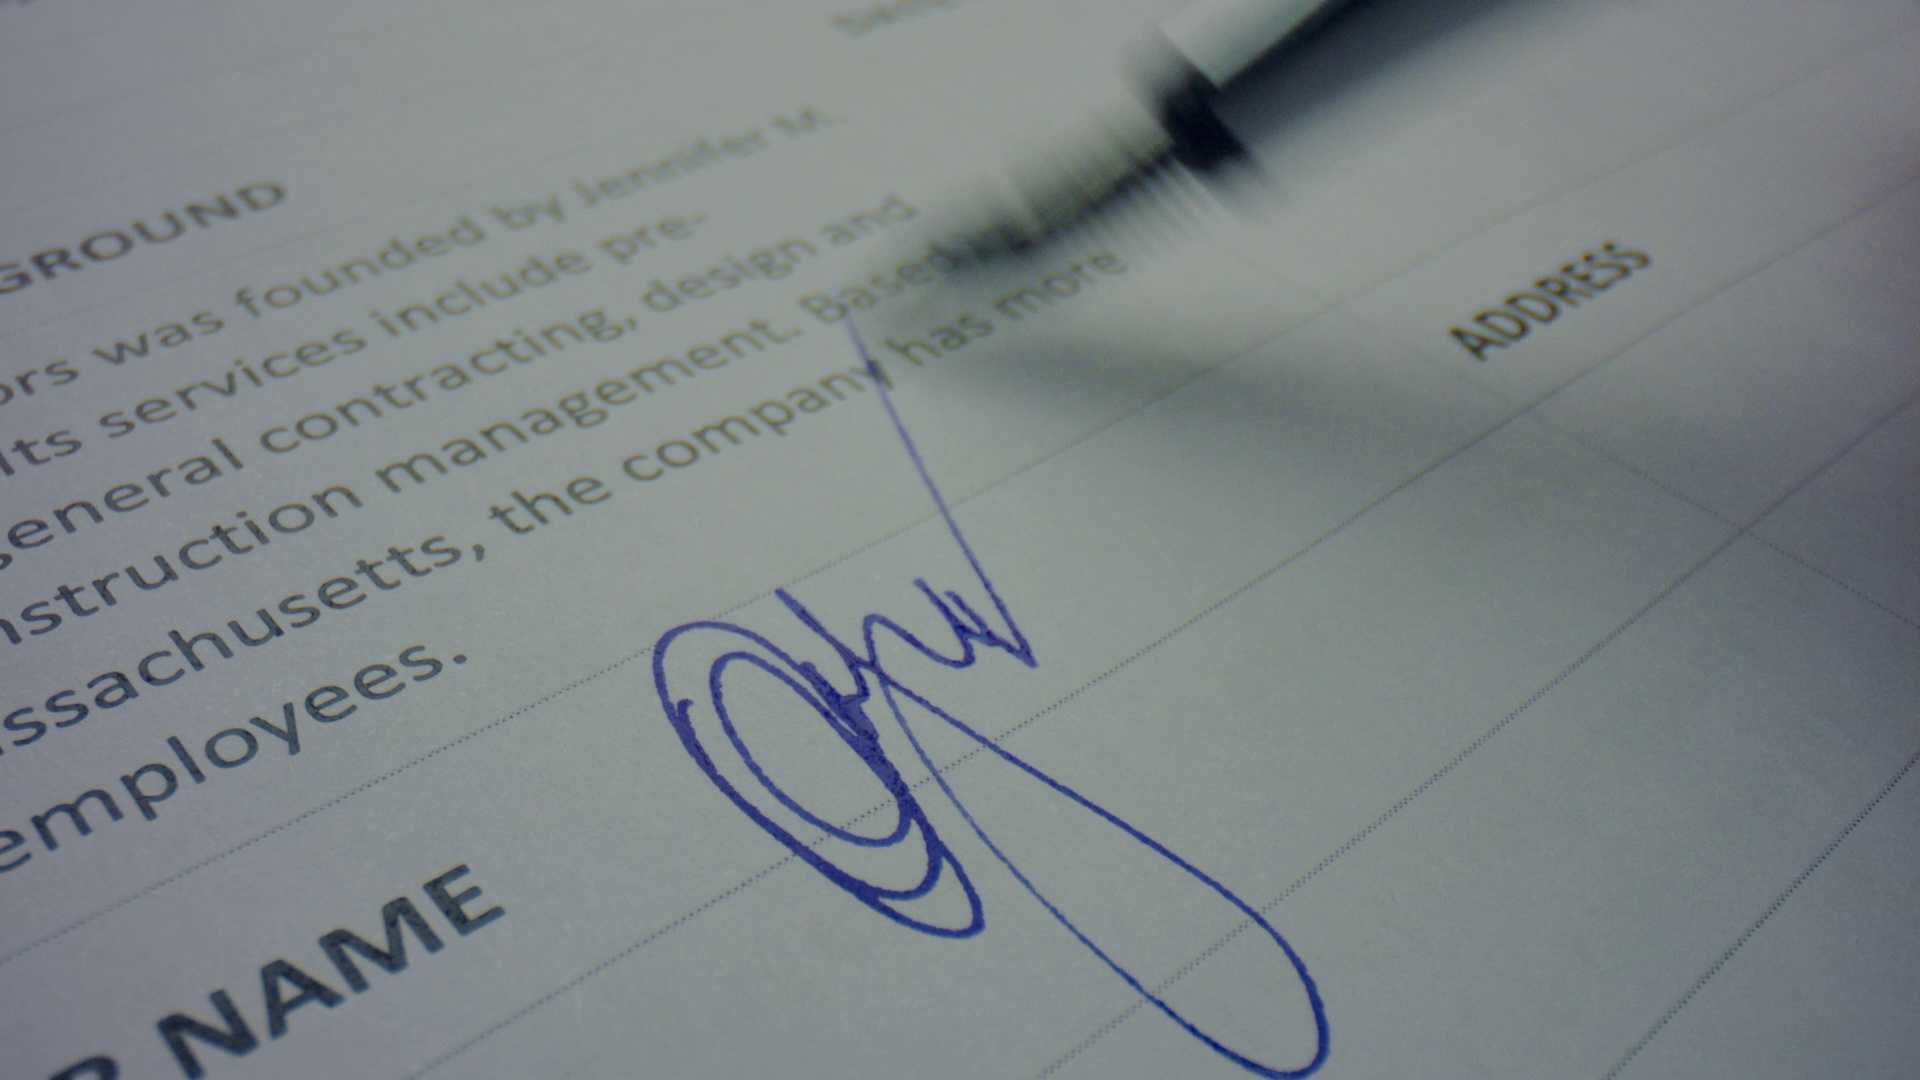 GROUND
ors was founded by Jennifer M.
Its services include pre-
general contracting, design and
nstruction management. Based
ssachusetts, the company has more
employees.
NAME
ADDRESS